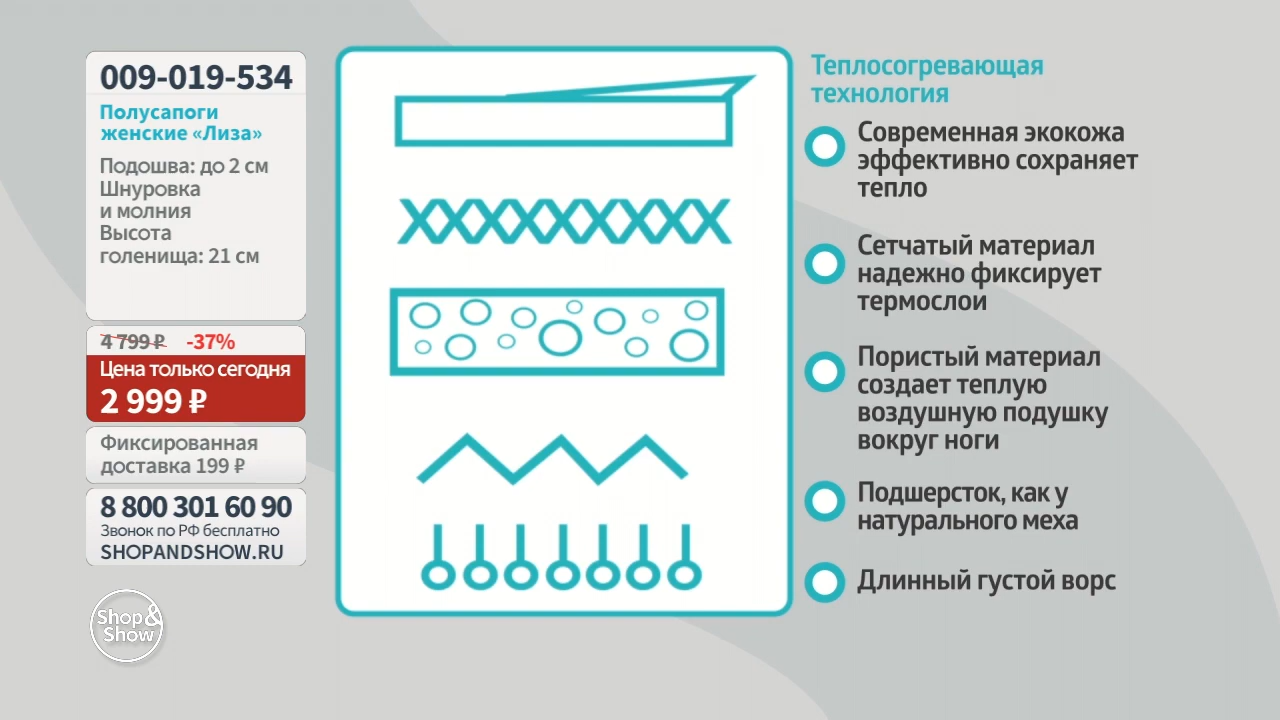 009-019-534
Полусапоги
женские «Лиза»
Подошва: до 2 см
Шнуровка
и молния
Высота
голенища: 21 см
4 799 ₽ -37%
Цена только сегодня
2 999 ₽
Фиксированная
доставка 199 ₽
8 800 301 60 90
Звонок по РФ бесплатно
SHOPANDSHOW.RU
Shop&
Show
Теплосогревающая
технология
Современная экокожа
эффективно сохраняет
тепло
Сетчатый материал
надежно фиксирует
термослои
Пористый материал
создает теплую
воздушную подушку
вокруг ноги
Подшерсток, как у
натурального меха
Длинный густой ворс